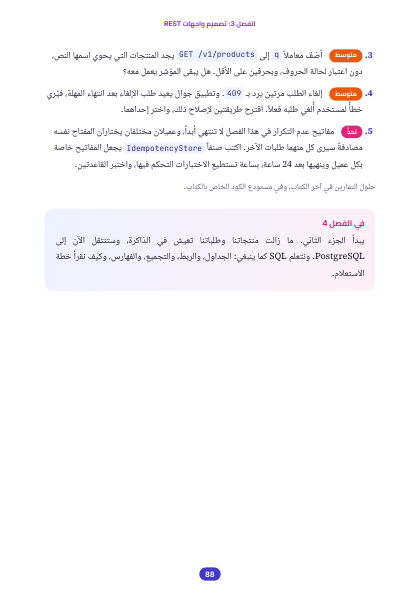 الفصل 3: تصميم واجهات REST
3. متوسط أضف معاملاً q إلى GET /v1/products يجد المنتجات التي يحوي اسمها النص،
دون اعتبار لحالة الحروف، وبحرفين على الأقل. هل يبقى المؤشر يعمل معه؟
4. متوسط إلغاء الطلب مرتين يرد بـ 409. وتطبيق جوال يعيد طلب الإلغاء بعد انتهاء المهلة، فيُري
خطأً لمستخدم أُلغي طلبه فعلاً. اقترح طريقتين لإصلاح ذلك، واختر إحداهما.
5. تحدٍّ مفاتيح عدم التكرار في هذا الفصل لا تنتهي أبداً، وعميلان مختلفان يختاران المفتاح نفسه
مصادفةً سيرى كل منهما طلبات الآخر. اكتب صنفاً IdempotencyStore يجعل المفاتيح خاصة
بكل عميل وينهيها بعد 24 ساعة، بساعة تستطيع الاختبارات التحكم فيها، واختبر القاعدتين.
حلول التمارين في آخر الكتاب، وفي مستودع الكود الخاص بالكتاب.
في الفصل 4
يبدأ الجزء الثاني. ما زالت منتجاتنا وطلباتنا تعيش في الذاكرة، وسننتقل الآن إلى
PostgreSQL. ونتعلم SQL كما ينبغي: الجداول، والربط، والتجميع، والفهارس، وكيف نقرأ خطة
الاستعلام.
88